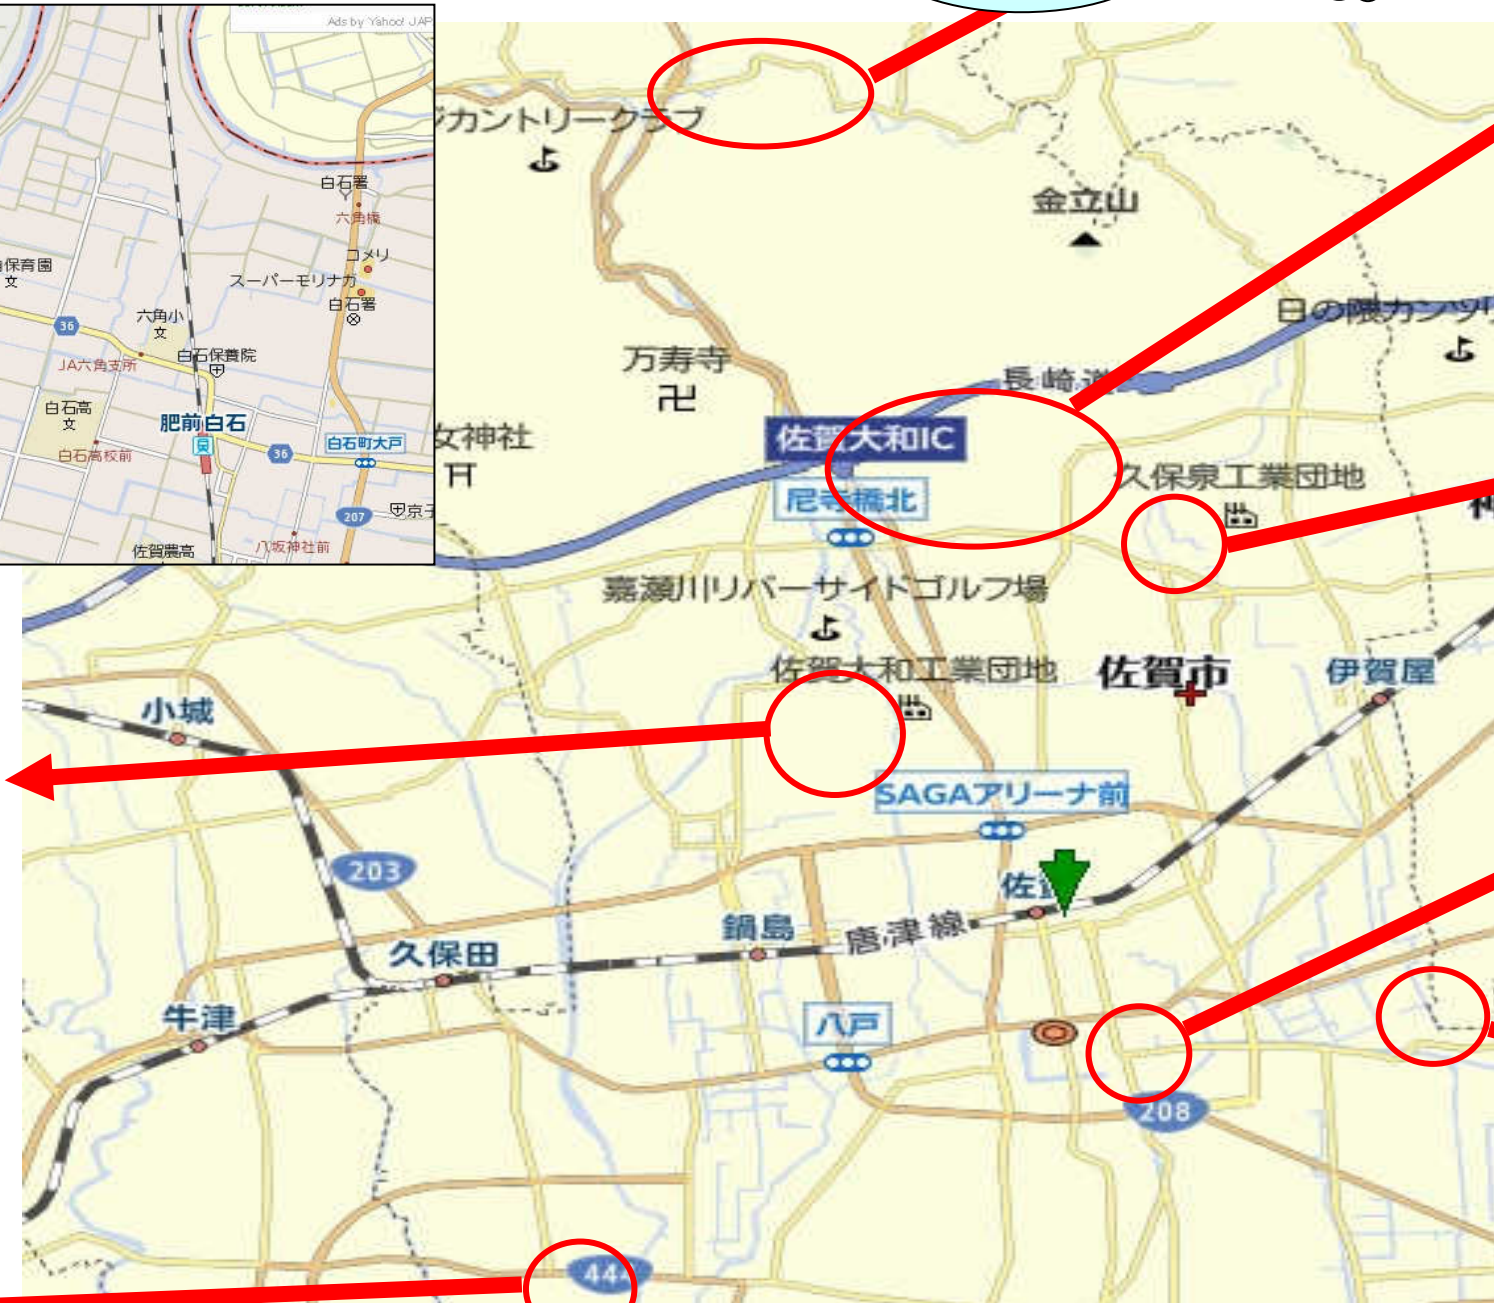 Ads by Yahoo! JAP
白石署
六角橋
コメリ
スーパーモリナガ
白石署
保育園
六角小
36
白石保養院
JA六角支所
白石高
肥前白石
36
白石町大戸
白石高校前
207
佐賀農高
八坂神社前
カントリークラブ
金立山
日の隈カンツリ
万寿寺
長崎道
女神社
佐賀大和IC
尼寺橋北
久保泉工業団地
嘉瀬川リバーサイドゴルフ場
佐賀大和工業団地
佐賀市
伊賀屋
小城
SAGAアリーナ前
203
佐賀
鍋島
唐津線
久保田
牛津
八戸
208
444